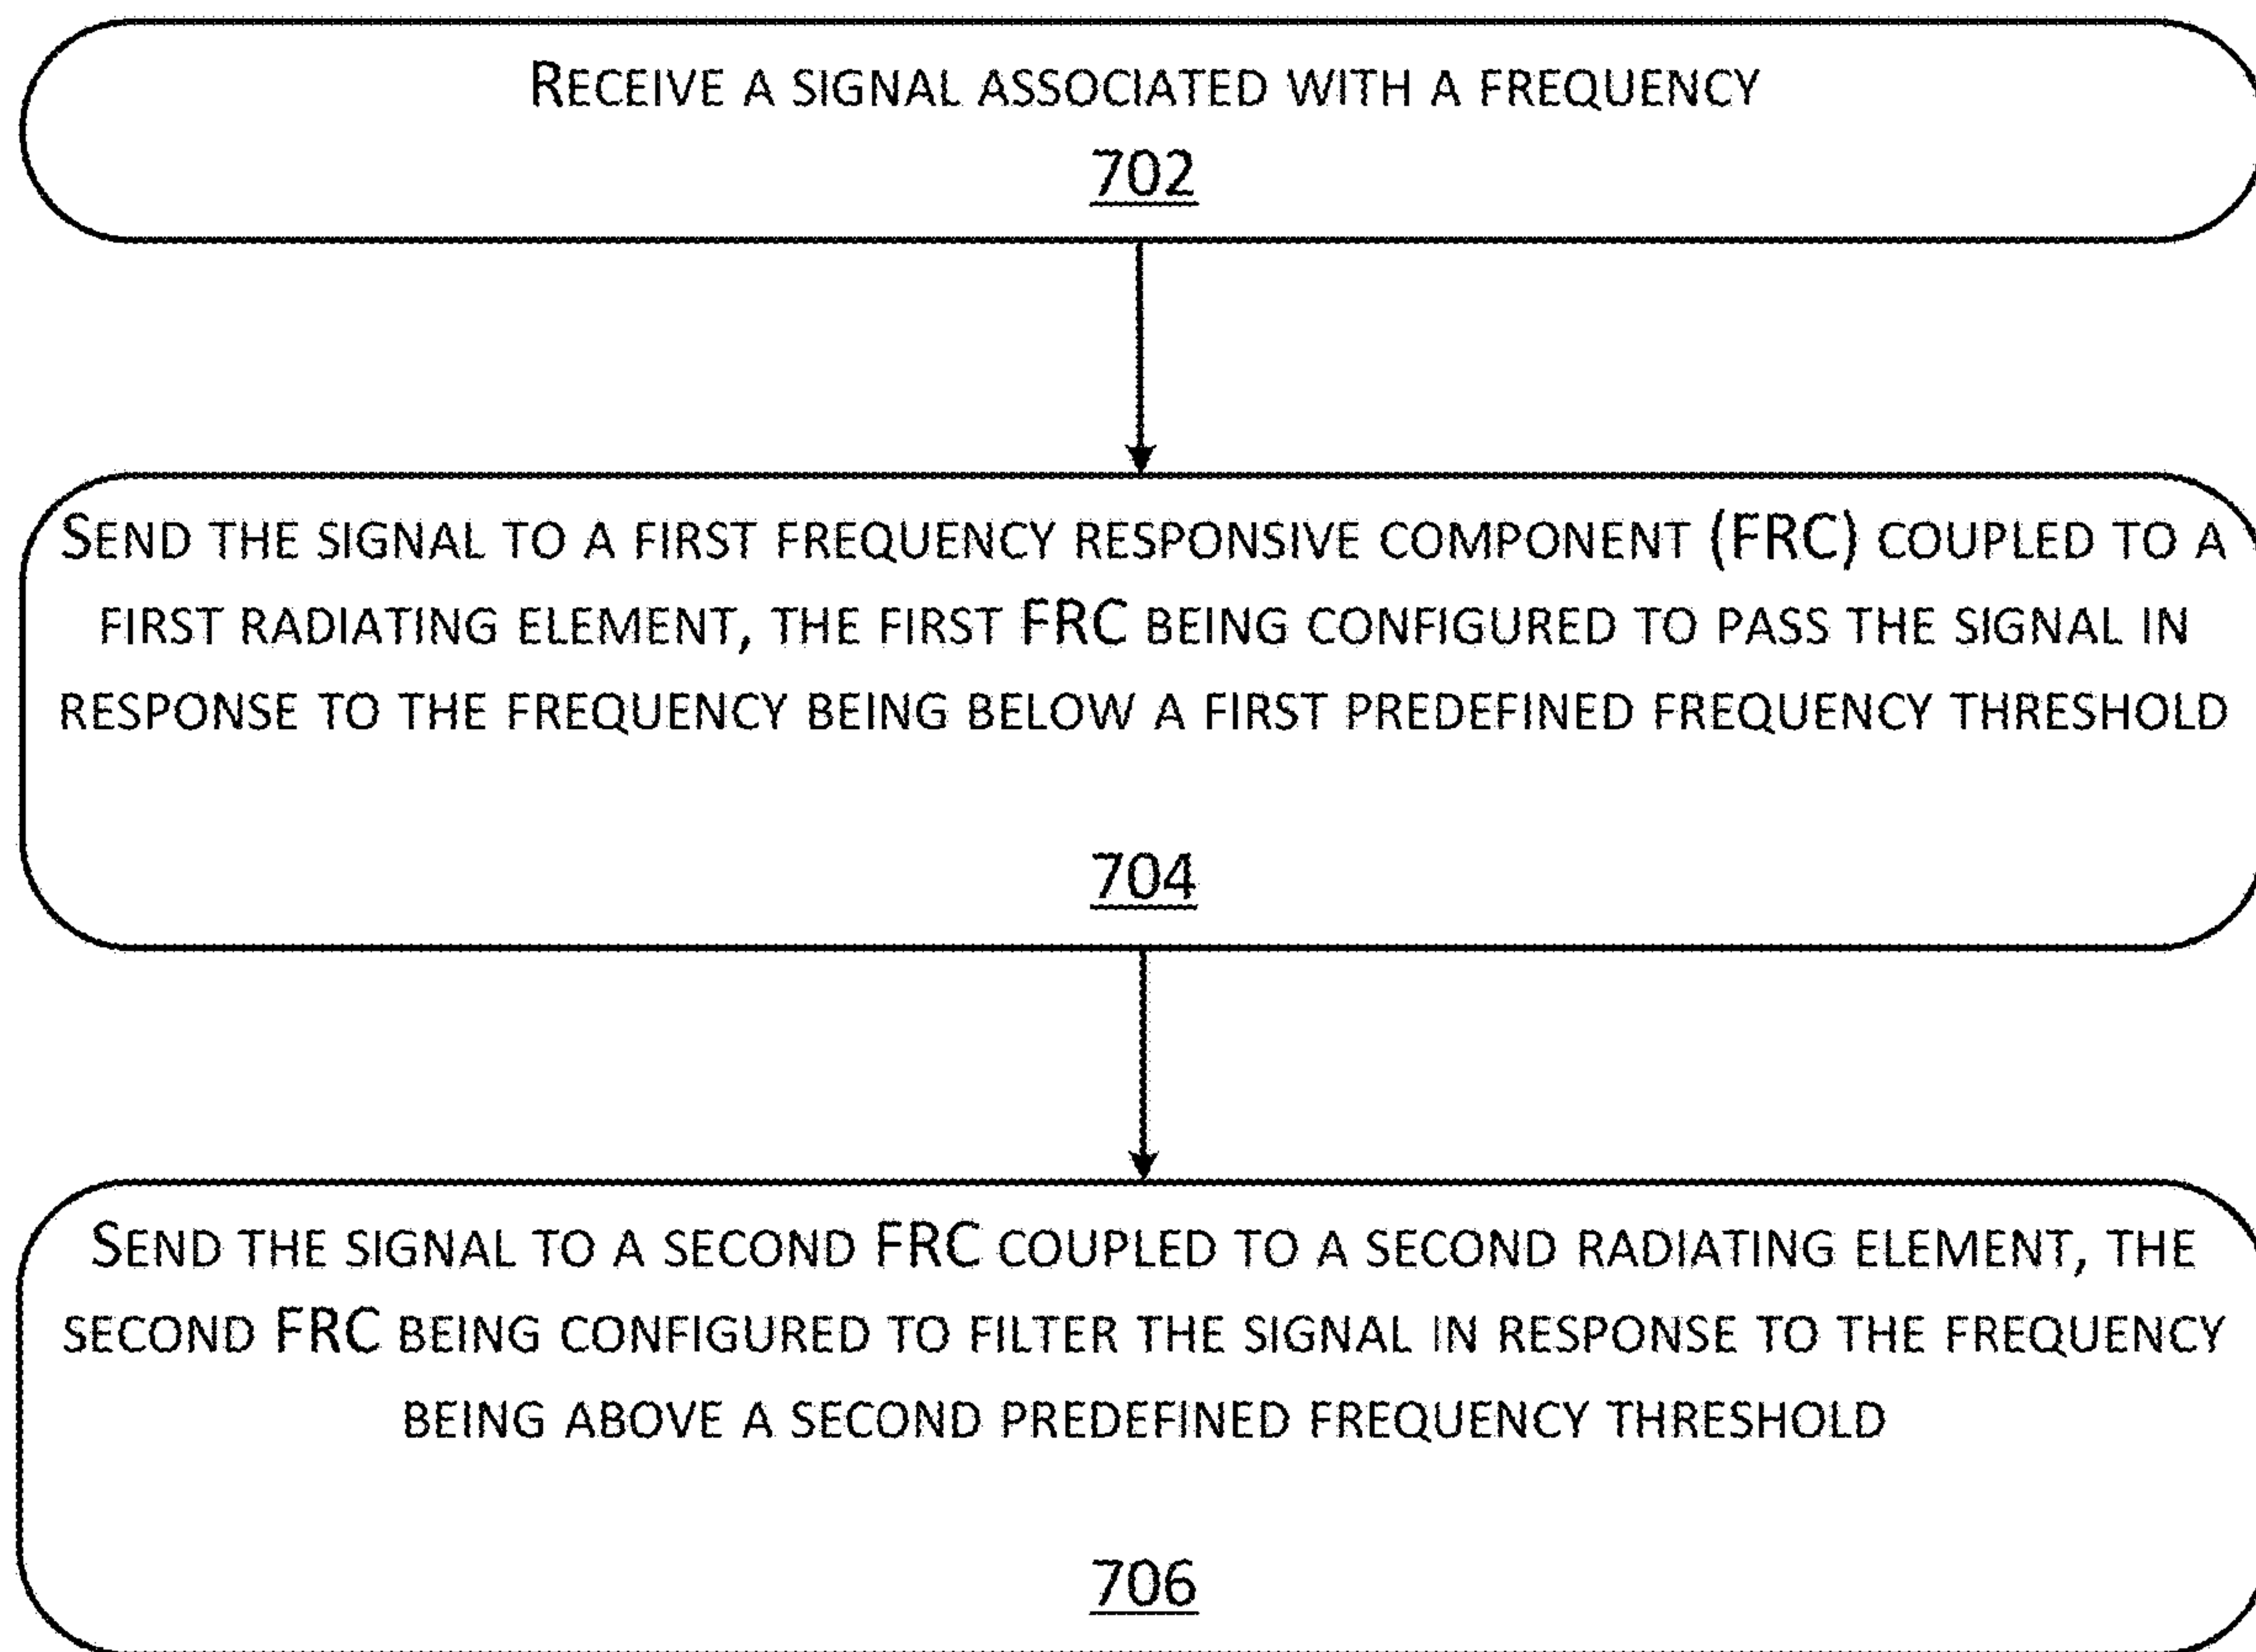 RECEIVE A SIGNAL ASSOCIATED WITH A FREQUENCY
702
SEND THE SIGNAL TO A FIRST FREQUENCY RESPONSIVE COMPONENT (FRC) COUPLED TO A
FIRST RADIATING ELEMENT, THE FIRST FRC BEING CONFIGURED TO PASS THE SIGNAL IN
RESPONSE TO THE FREQUENCY BEING BELOW A FIRST PREDEFINED FREQUENCY THRESHOLD
704
SEND THE SIGNAL TO A SECOND FRC COUPLED TO A SECOND RADIATING ELEMENT, THE
SECOND FRC BEING CONFIGURED TO FILTER THE SIGNAL IN RESPONSE TO THE FREQUENCY
BEING ABOVE A SECOND PREDEFINED FREQUENCY THRESHOLD
706